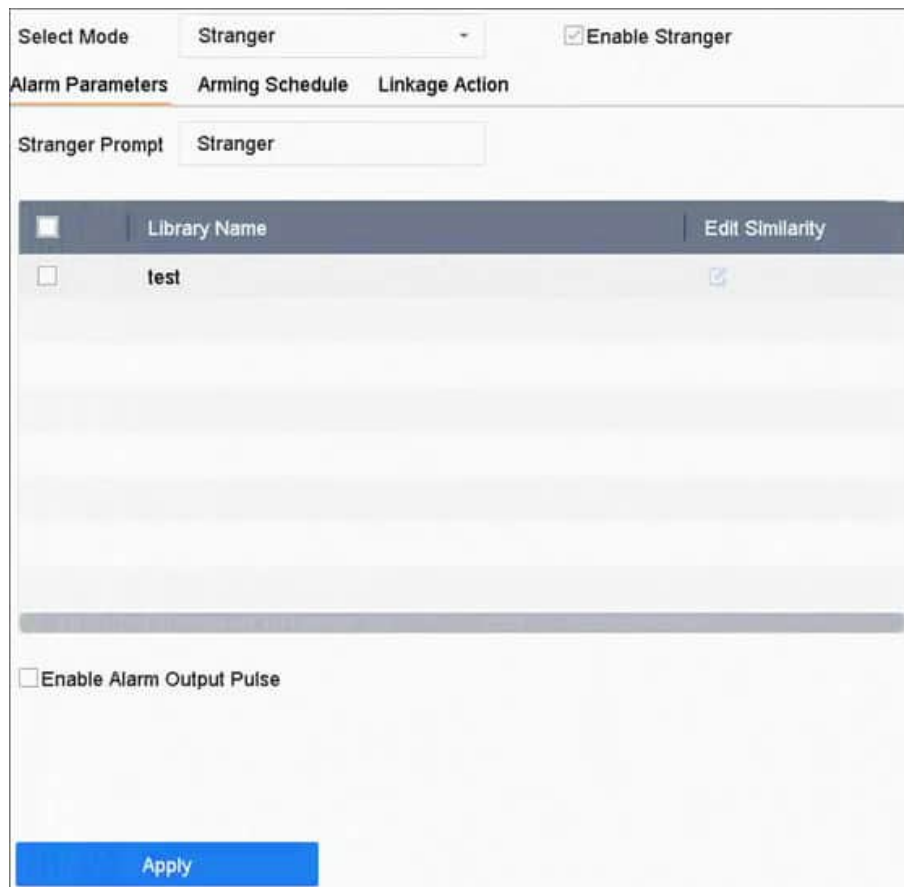 Select Mode Stranger Enable Stranger
Alarm Parameters Arming Schedule Linkage Action
Stranger Prompt Stranger
Library Name Edit Similarity
test
Enable Alarm Output Pulse
Apply